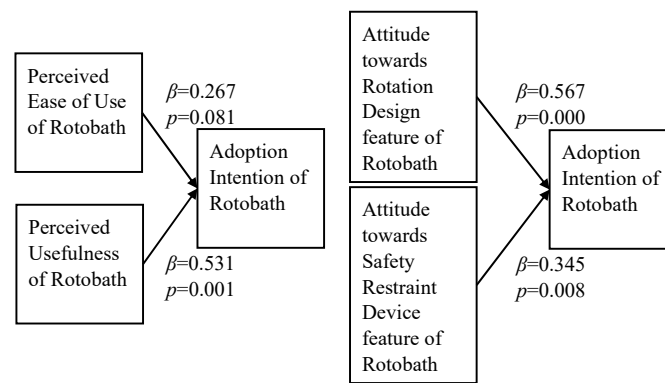 Perceived
Ease of Use
of Rotobath
β=0.267
p=0.081
Adoption
Intention of
Rotobath
Perceived
Usefulness
of Rotobath
β=0.531
p=0.001
Attitude
towards
Rotation
Design
feature of
Rotobath
β=0.567
p=0.000
Adoption
Intention of
Rotobath
Attitude
towards
Safety
Restraint
Device
feature of
Rotobath
β=0.345
p=0.008